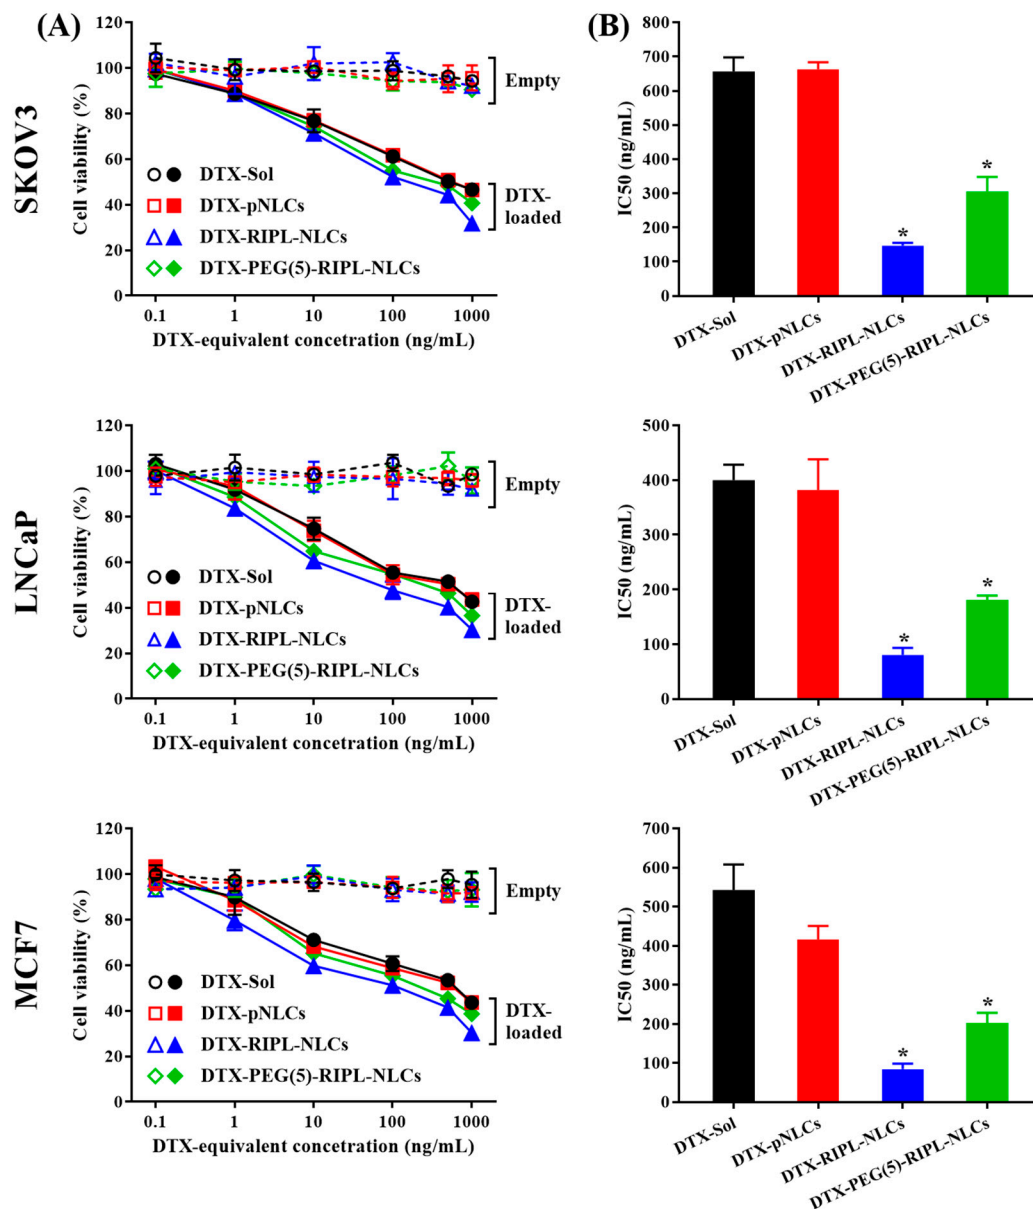 (A)
(B)
SKOV3
Cell viability (%)
120
100
80
60
40
20
0
Empty
DTX-Sol
DTX-pNLCs
DTX-RIPL-NLCs
DTX-PEG(5)-RIPL-NLCs
DTX-
loaded
0.1 1 10 100 1000
DTX-equivalent concetration (ng/mL)
IC50 (ng/mL)
800
700
600
500
400
300
200
100
0
*
*
DTX-Sol
DTX-pNLCs
DTX-RIPL-NLCs
DTX-PEG(5)-RIPL-NLCs
LNCaP
Cell viability (%)
120
100
80
60
40
20
0
Empty
DTX-Sol
DTX-pNLCs
DTX-RIPL-NLCs
DTX-PEG(5)-RIPL-NLCs
DTX-
loaded
0.1 1 10 100 1000
DTX-equivalent concetration (ng/mL)
IC50 (ng/mL)
500
400
300
200
100
0
*
*
DTX-Sol
DTX-pNLCs
DTX-RIPL-NLCs
DTX-PEG(5)-RIPL-NLCs
MCF7
Cell viability (%)
120
100
80
60
40
20
0
Empty
DTX-Sol
DTX-pNLCs
DTX-RIPL-NLCs
DTX-PEG(5)-RIPL-NLCs
DTX-
loaded
0.1 1 10 100 1000
DTX-equivalent concetration (ng/mL)
IC50 (ng/mL)
700
600
500
400
300
200
100
0
*
*
DTX-Sol
DTX-pNLCs
DTX-RIPL-NLCs
DTX-PEG(5)-RIPL-NLCs